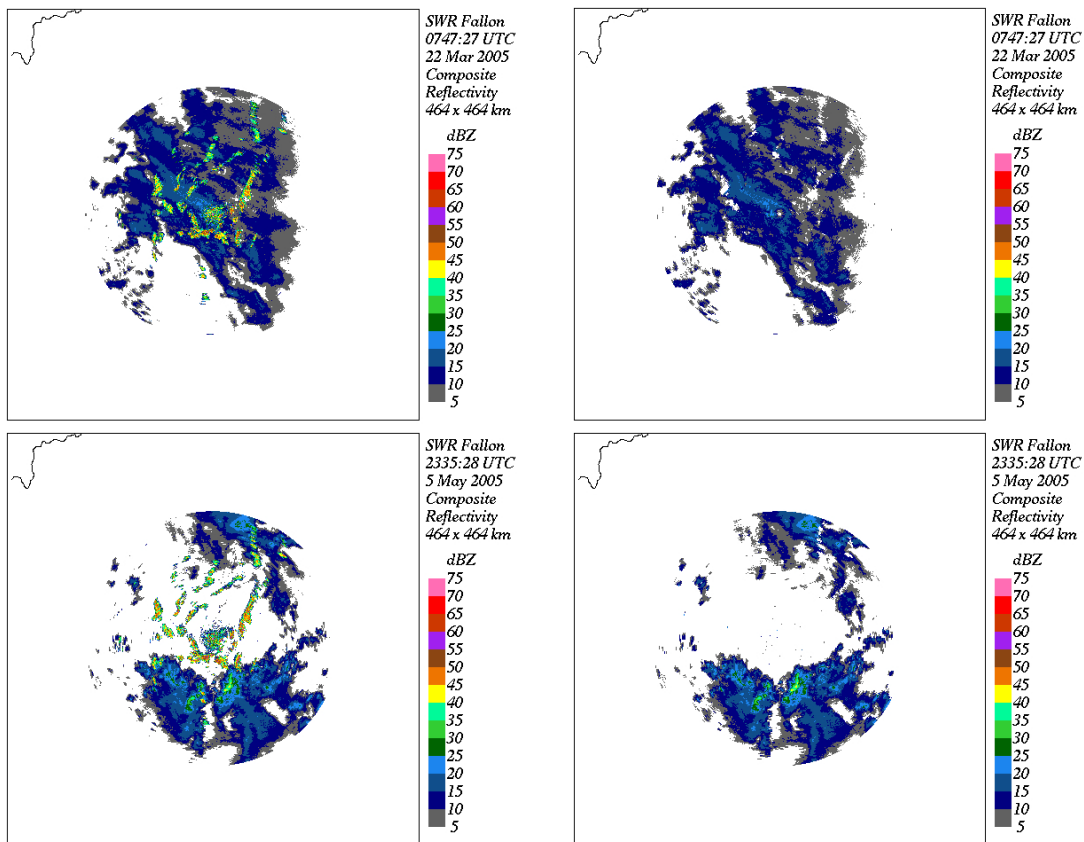 SWR Fallon
0747:27 UTC
22 Mar 2005
Composite
Reflectivity
464 x 464 km
dBZ
75
70
65
60
55
50
45
40
35
30
25
20
15
10
5
SWR Fallon
0747:27 UTC
22 Mar 2005
Composite
Reflectivity
464 x 464 km
dBZ
75
70
65
60
55
50
45
40
35
30
25
20
15
10
5
SWR Fallon
2335:28 UTC
5 May 2005
Composite
Reflectivity
464 x 464 km
dBZ
75
70
65
60
55
50
45
40
35
30
25
20
15
10
5
SWR Fallon
2335:28 UTC
5 May 2005
Composite
Reflectivity
464 x 464 km
dBZ
75
70
65
60
55
50
45
40
35
30
25
20
15
10
5